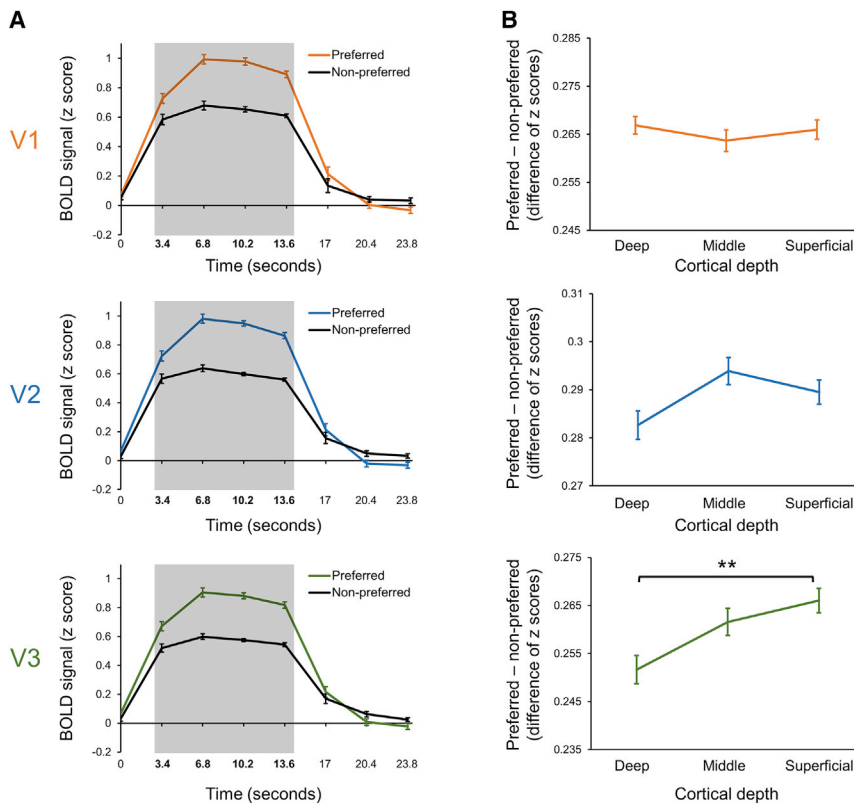 A
V1
BOLD signal (z score)
1
0.8
0.6
0.4
0.2
0
-0.2
Preferred
Non-preferred
0 3.4 6.8 10.2 13.6 17 20.4 23.8
Time (seconds)
V2
BOLD signal (z score)
1
0.8
0.6
0.4
0.2
0
-0.2
Preferred
Non-preferred
0 3.4 6.8 10.2 13.6 17 20.4 23.8
Time (seconds)
V3
BOLD signal (z score)
1
0.8
0.6
0.4
0.2
0
-0.2
Preferred
Non-preferred
0 3.4 6.8 10.2 13.6 17 20.4 23.8
Time (seconds)
B
Preferred – non-preferred
(difference of z scores)
0.285
0.275
0.265
0.255
0.245
Deep Middle Superficial
Cortical depth
Preferred – non-preferred
(difference of z scores)
0.31
0.3
0.29
0.28
0.27
Deep Middle Superficial
Cortical depth
Preferred – non-preferred
(difference of z scores)
0.275
0.265
0.255
0.245
0.235
**
Deep Middle Superficial
Cortical depth